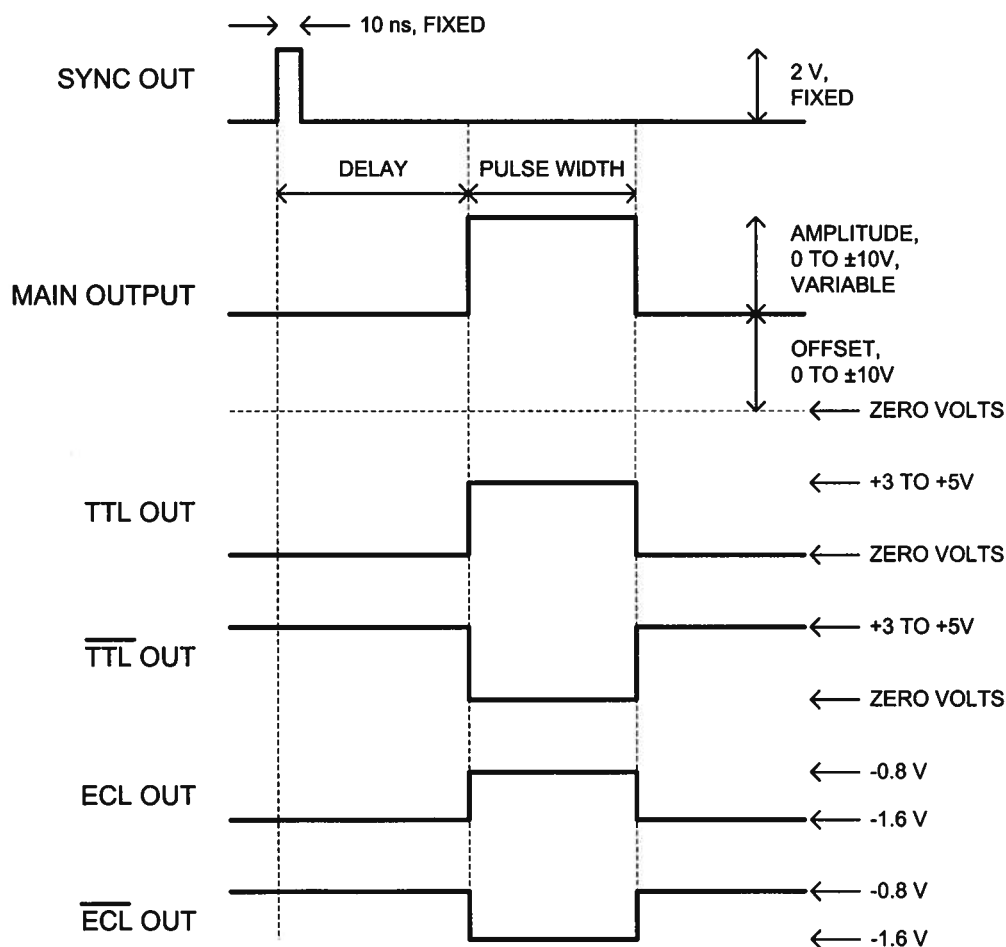 10 ns, FIXED
SYNC OUT
2 V,
FIXED
DELAY
PULSE WIDTH
MAIN OUTPUT
AMPLITUDE,
0 TO ±10V,
VARIABLE
OFFSET,
0 TO ±10V
ZERO VOLTS
TTL OUT
+3 TO +5V
ZERO VOLTS
TTL OUT
+3 TO +5V
ZERO VOLTS
ECL OUT
-0.8 V
-1.6 V
ECL OUT
-0.8 V
-1.6 V